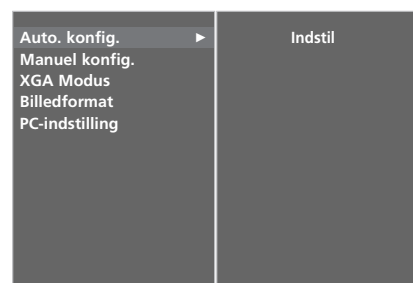 Auto. konfig. ►
Manuel konfig.
XGA Modus
Billedformat
PC-indstilling
Indstil